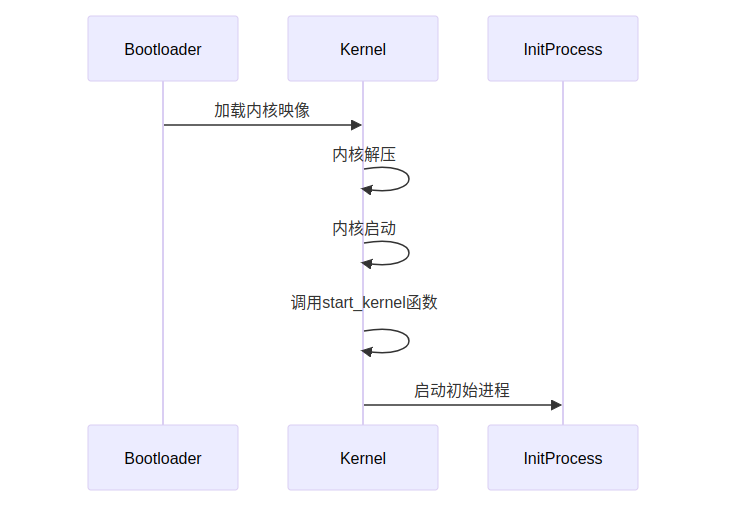 Bootloader
Kernel
InitProcess
加载内核映像
内核解压
内核启动
调用start_kernel函数
启动初始进程
Bootloader
Kernel
InitProcess